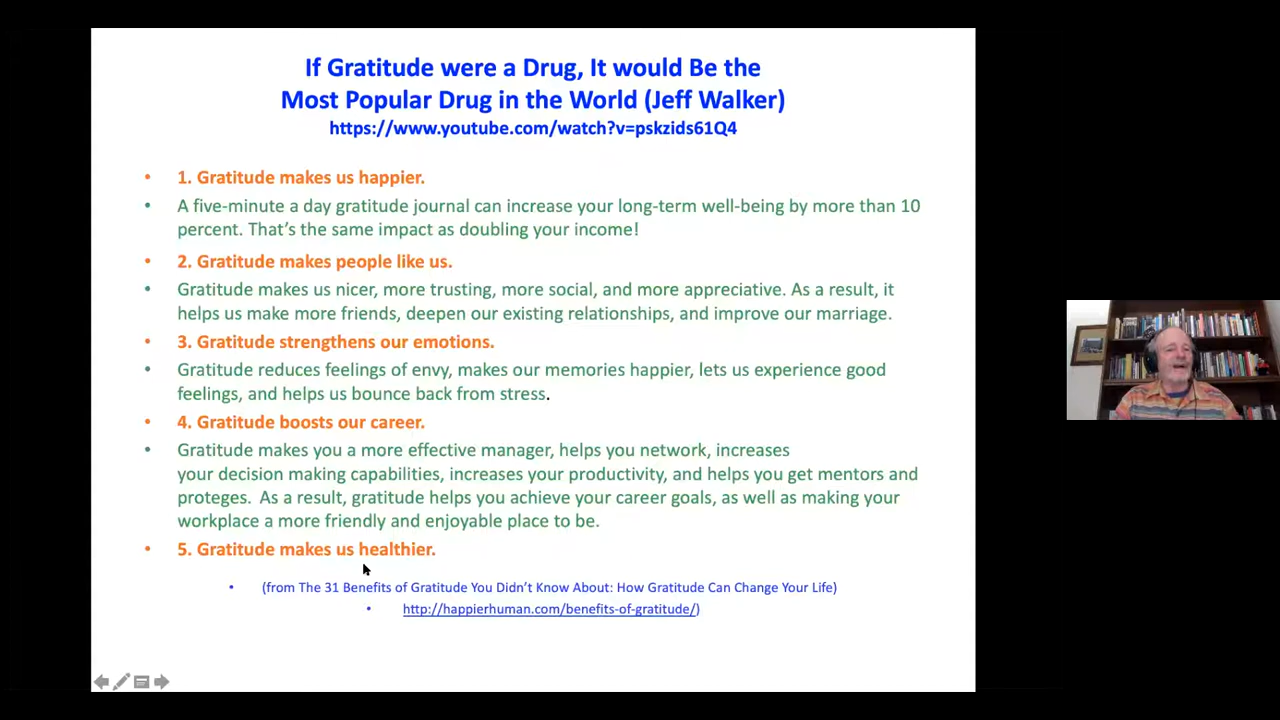 If Gratitude were a Drug, It would Be the
Most Popular Drug in the World (Jeff Walker)
https://www.youtube.com/watch?v=pskzids61Q4
• 1. Gratitude makes us happier.
• A five-minute a day gratitude journal can increase your long-term well-being by more than 10
percent. That's the same impact as doubling your income!
• 2. Gratitude makes people like us.
• Gratitude makes us nicer, more trusting, more social, and more appreciative. As a result, it
helps us make more friends, deepen our existing relationships, and improve our marriage.
• 3. Gratitude strengthens our emotions.
• Gratitude reduces feelings of envy, makes our memories happier, lets us experience good
feelings, and helps us bounce back from stress.
• 4. Gratitude boosts our career.
• Gratitude makes you a more effective manager, helps you network, increases
your decision making capabilities, increases your productivity, and helps you get mentors and
proteges. As a result, gratitude helps you achieve your career goals, as well as making your
workplace a more friendly and enjoyable place to be.
• 5. Gratitude makes us healthier.
• (from The 31 Benefits of Gratitude You Didn't Know About: How Gratitude Can Change Your Life)
• http://happierhuman.com/benefits-of-gratitude/)